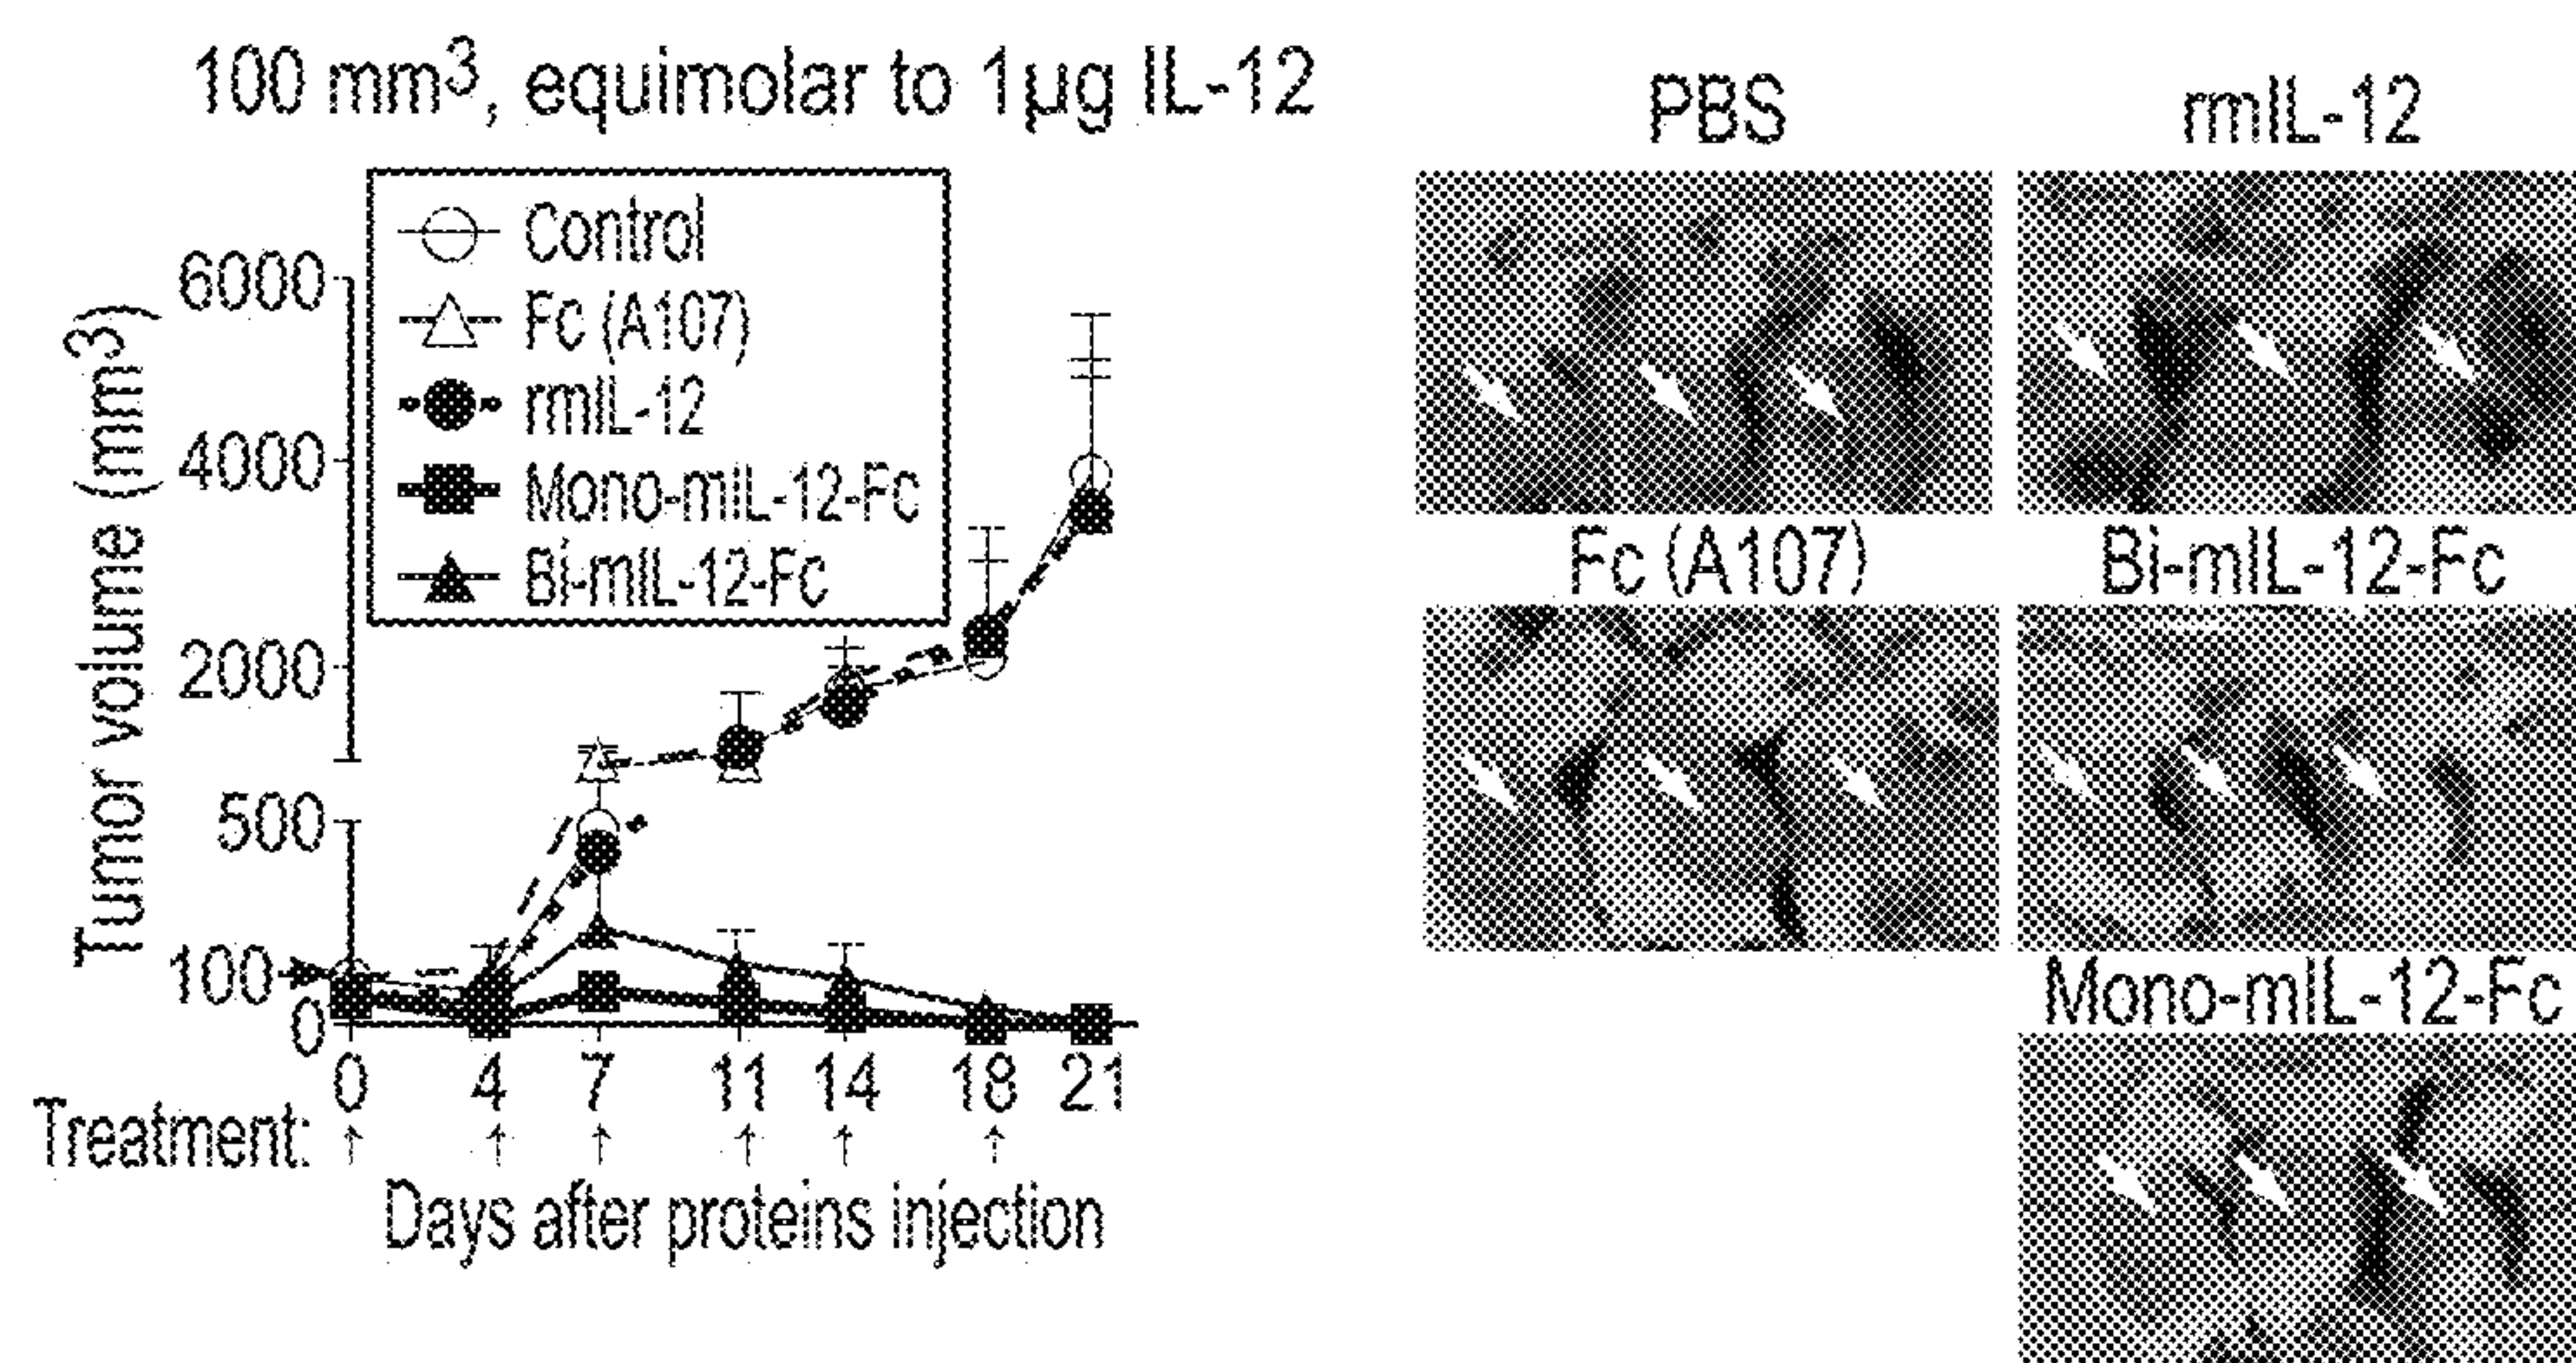 100 mm³, equimolar to 1µg IL-12
Control
Fc (A107)
rmIL-12
Mono-mIL-12-Fc
Bi-mIL-12-Fc
Tumor volume (mm³)
6000
4000
2000
500
100
0
0 4 7 11 14 18 21
Treatment: ↑ ↑ ↑ ↑ ↑ ↑
Days after proteins injection
PBS
rmIL-12
Fc (A107)
Bi-mIL-12-Fc
Mono-mIL-12-Fc